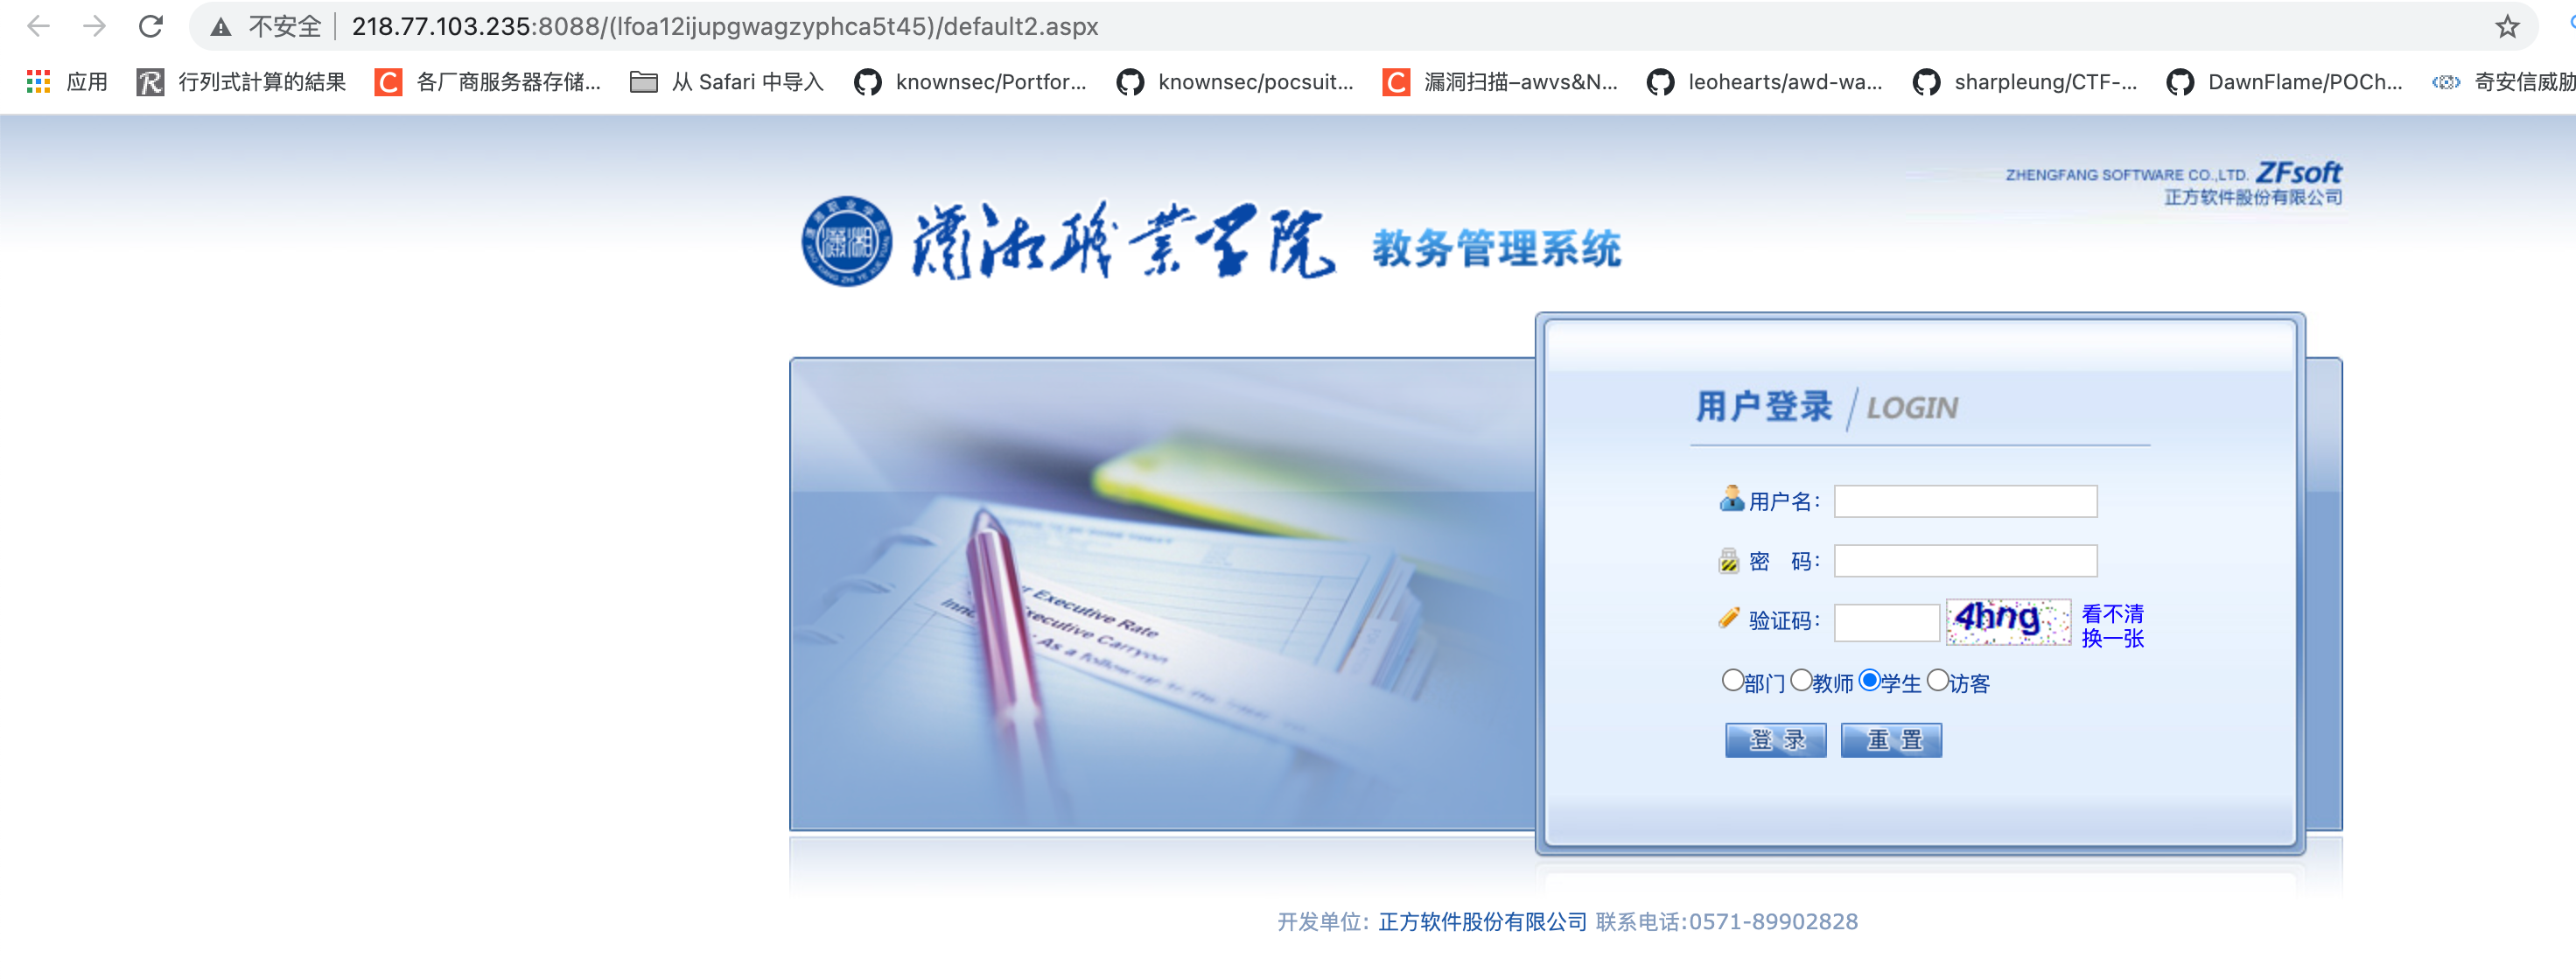 不安全 218.77.103.235:8088/(lfoa12ijupgwagzyphca5t45)/default2.aspx
应用 行列式計算的結果 各厂商服务器存储... 从 Safari 中导入 knownsec/Portfor... knownsec/pocsuit... 漏洞扫描–awvs&N... leohearts/awd-wa... sharpleung/CTF-... DawnFlame/POCh... 奇安信威胁
ZHENGFANG SOFTWARE CO.,LTD. ZFsoft
正方软件股份有限公司
潇湘职业学院 教务管理系统
用户登录 / LOGIN
用户名：
密 码：
验证码： 4hng 看不清
换一张
部门 教师 学生 访客
登 录 重 置
r Executive Rate
Executive Carryon
开发单位：正方软件股份有限公司 联系电话:0571-89902828